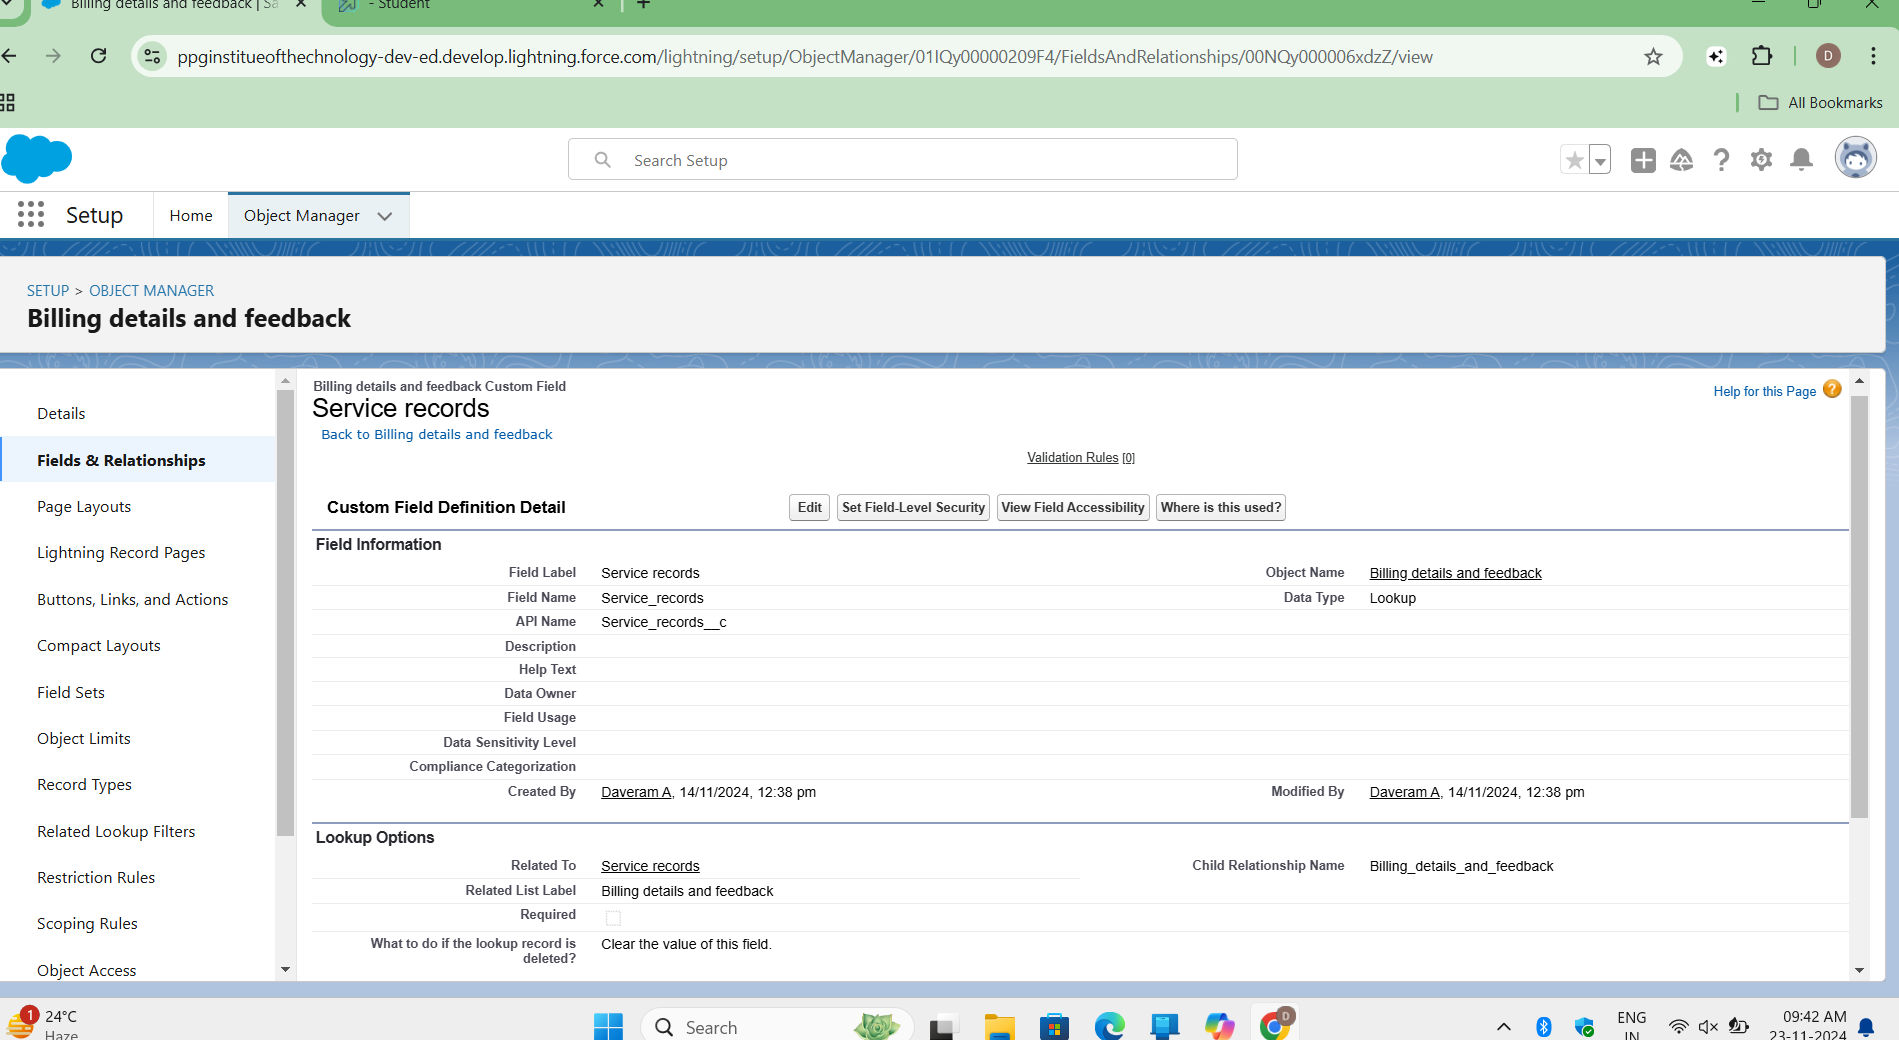 Billing details and feedback | Sa
- Student
ppginstitueofthechnology-dev-ed.develop.lightning.force.com/lightning/setup/ObjectManager/01IQy00000209F4/FieldsAndRelationships/00NQy000006xdzZ/view
D
All Bookmarks
Search Setup
Setup
Home
Object Manager
SETUP > OBJECT MANAGER
Billing details and feedback
Details
Fields & Relationships
Page Layouts
Lightning Record Pages
Buttons, Links, and Actions
Compact Layouts
Field Sets
Object Limits
Record Types
Related Lookup Filters
Restriction Rules
Scoping Rules
Object Access
Billing details and feedback Custom Field
Service records
Back to Billing details and feedback
Help for this Page ?
Validation Rules [0]
Custom Field Definition Detail
Edit
Set Field-Level Security
View Field Accessibility
Where is this used?
Field Information
Field Label Service records
Object Name Billing details and feedback
Field Name Service_records
Data Type Lookup
API Name Service_records__c
Description
Help Text
Data Owner
Field Usage
Data Sensitivity Level
Compliance Categorization
Created By Daveram A, 14/11/2024, 12:38 pm
Modified By Daveram A, 14/11/2024, 12:38 pm
Lookup Options
Related To Service records
Child Relationship Name Billing_details_and_feedback
Related List Label Billing details and feedback
Required
What to do if the lookup record is
deleted?
Clear the value of this field.
1
24°C
Haze
Search
D
ENG
IN
09:42 AM
23-11-2024